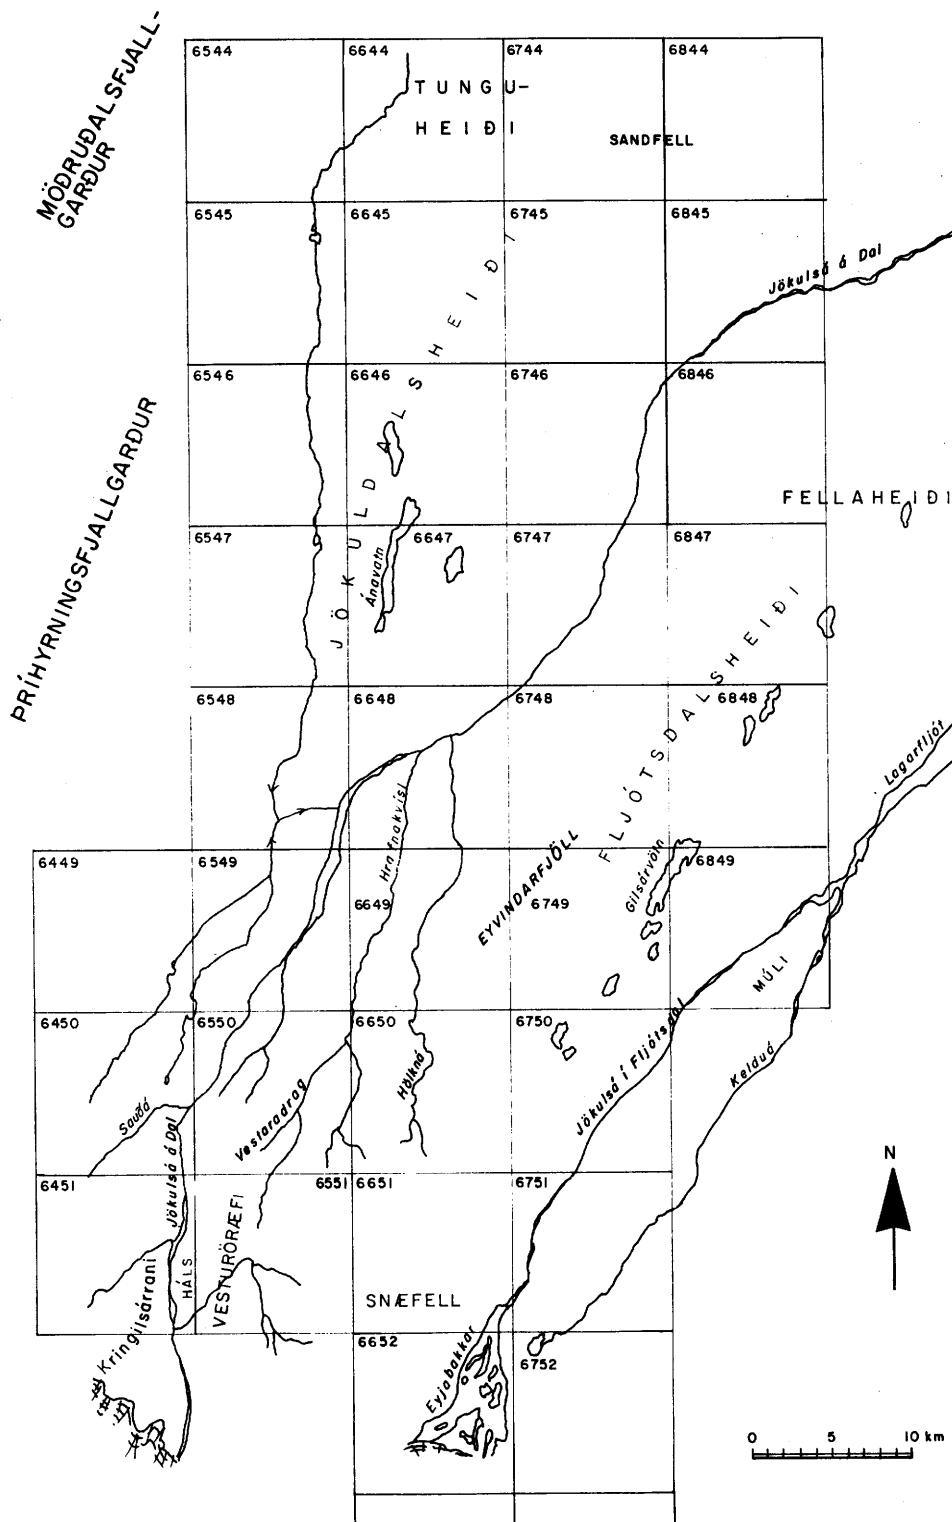 MÖÐRUÐALSFJALL-
GARÐUR
6544 6644 6744 6844
TUNGU-
HEIÐI
SANDFELL
6545 6645 6745 6845
Jökulsá á Dal
JÖKULDALSHEIÐI
6546 6646 6746 6846
ÞRÍHYRNINGSFJALLGARÐUR
FELLAHEIÐI
6547 6647 6747 6847
Ánavatn
FLJÓTSDALSHEIÐI
6548 6648 6748 6848
Lagarfljót
Hrafnakvísl
EYVINDARFJÖLL
6449 6549 6849
Gilsárvötn
6649 6749
MÚLI
6450 6550 6650 6750
Jökulsá í Fljótsdal
Kelduá
Hölkná
Sauðá
Vestaradrag
Jökulsá á Dal
N
6451 6551 6651 6751
VESTURÖRÆFI
HÁLS
Kringilsárrani
SNÆFELL
6652 6752
Eyjabakkar
0 5 10 km